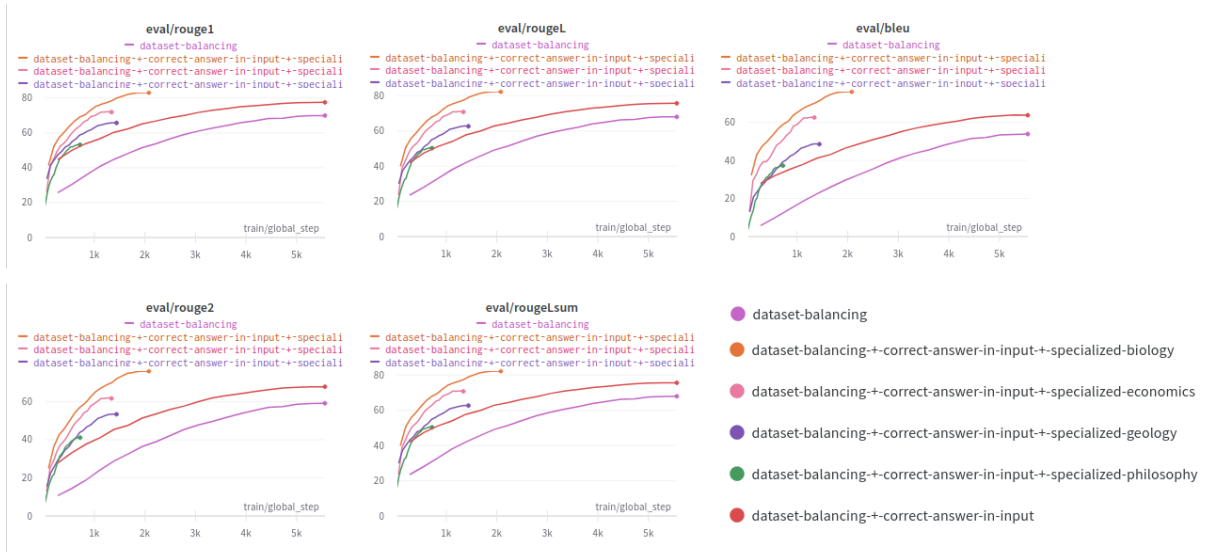 eval/rouge1
dataset-balancing
dataset-balancing-+-correct-answer-in-input-+-speciali
dataset-balancing-+-correct-answer-in-input-+-speciali
dataset-balancing-+-correct-answer-in-input-+-speciali
80
60
40
20
0
train/global_step
1k 2k 3k 4k 5k
eval/rougeL
dataset-balancing
dataset-balancing-+-correct-answer-in-input-+-speciali
dataset-balancing-+-correct-answer-in-input-+-speciali
dataset-balancing-+-correct-answer-in-input-+-speciali
80
60
40
20
0
train/global_step
1k 2k 3k 4k 5k
eval/bleu
dataset-balancing
dataset-balancing-+-correct-answer-in-input-+-speciali
dataset-balancing-+-correct-answer-in-input-+-speciali
dataset-balancing-+-correct-answer-in-input-+-speciali
60
40
20
0
train/global_step
1k 2k 3k 4k 5k
eval/rouge2
dataset-balancing
dataset-balancing-+-correct-answer-in-input-+-speciali
dataset-balancing-+-correct-answer-in-input-+-speciali
dataset-balancing-+-correct-answer-in-input-+-speciali
60
40
20
0
train/global_step
1k 2k 3k 4k 5k
eval/rougeLsum
dataset-balancing
dataset-balancing-+-correct-answer-in-input-+-speciali
dataset-balancing-+-correct-answer-in-input-+-speciali
dataset-balancing-+-correct-answer-in-input-+-speciali
80
60
40
20
0
train/global_step
1k 2k 3k 4k 5k
dataset-balancing
dataset-balancing-+-correct-answer-in-input-+-specialized-biology
dataset-balancing-+-correct-answer-in-input-+-specialized-economics
dataset-balancing-+-correct-answer-in-input-+-specialized-geology
dataset-balancing-+-correct-answer-in-input-+-specialized-philosophy
dataset-balancing-+-correct-answer-in-input